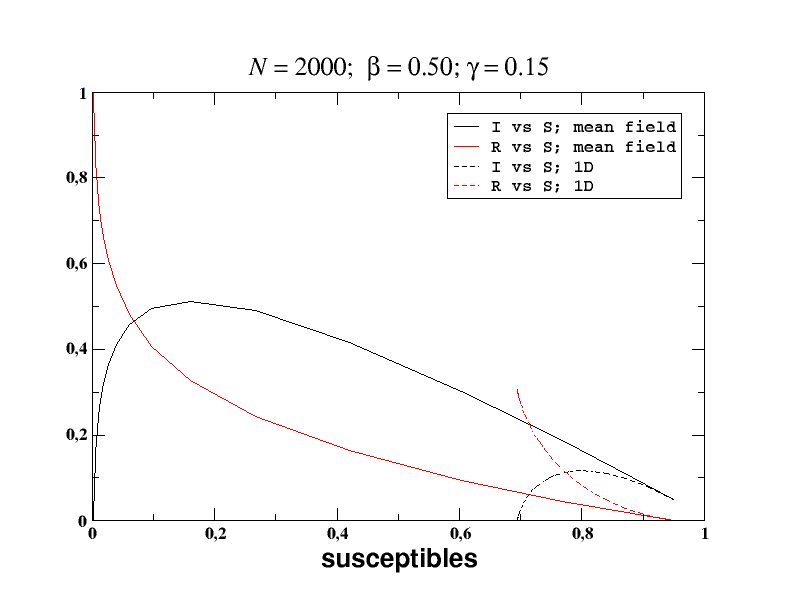 N = 2000; β = 0.50; γ = 0.15
1
0,8
0,6
0,4
0,2
0
I vs S; mean field
R vs S; mean field
I vs S; 1D
R vs S; 1D
0 0,2 0,4 0,6 0,8 1
susceptibles